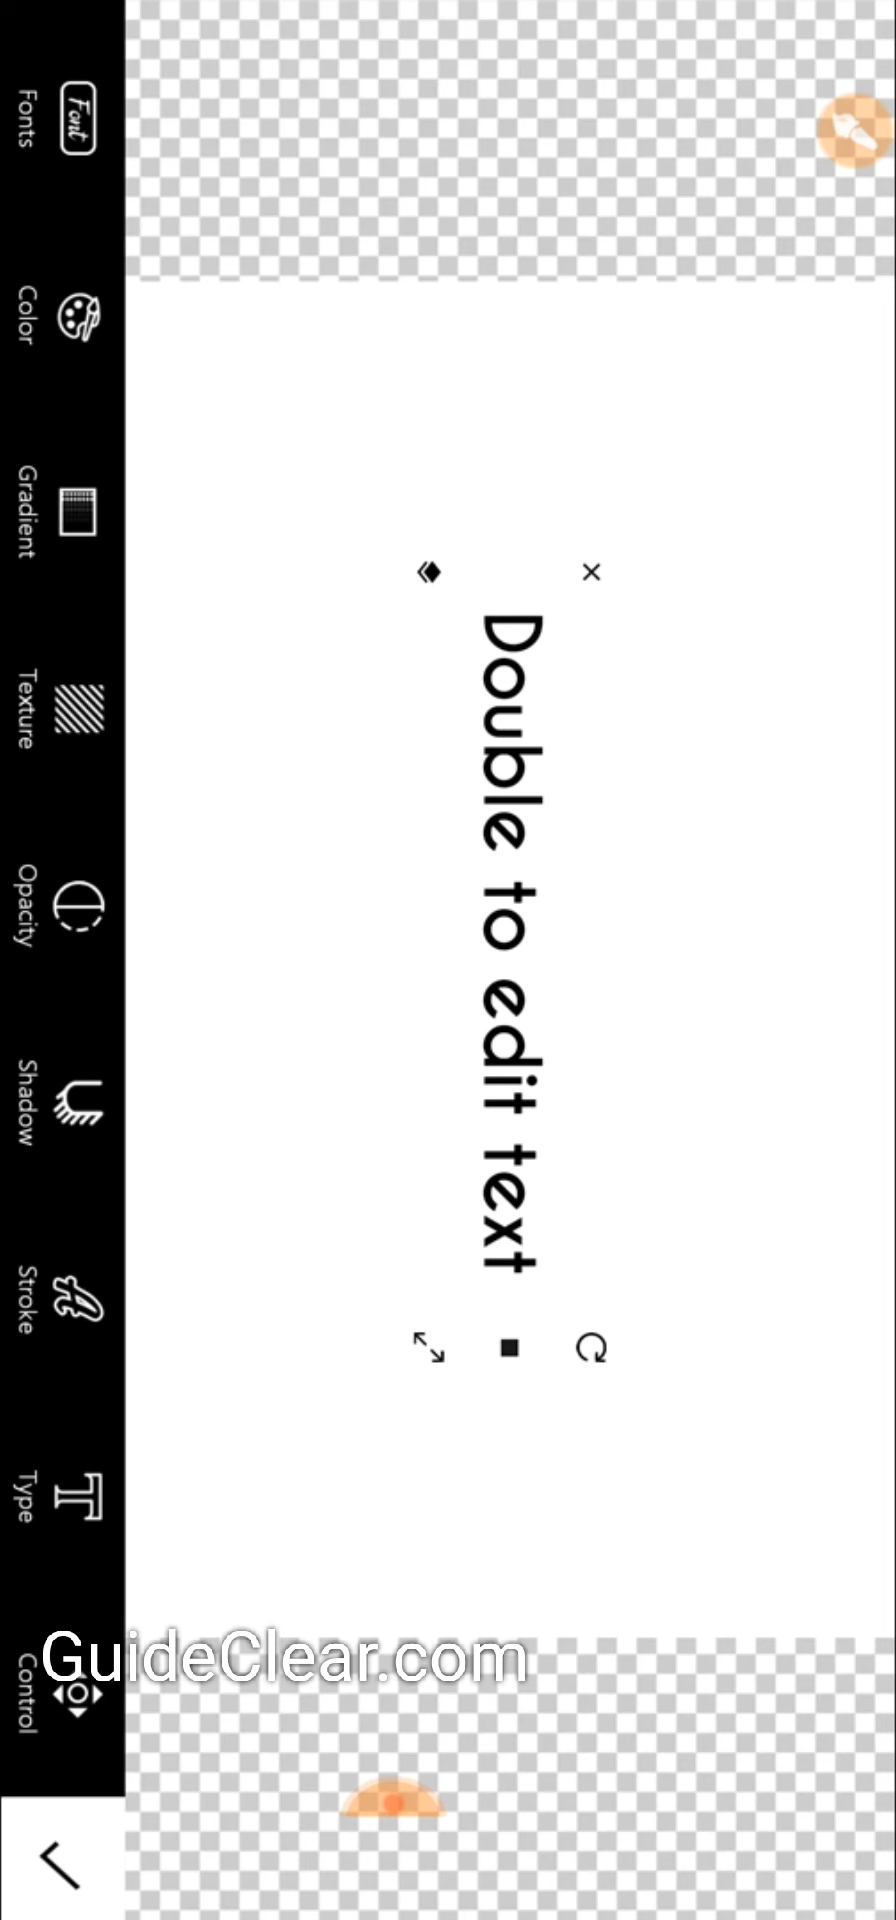 Double to edit text
Font
Fonts
Color
Gradient
Texture
Opacity
Shadow
Stroke
Type
Control
GuideClear.com